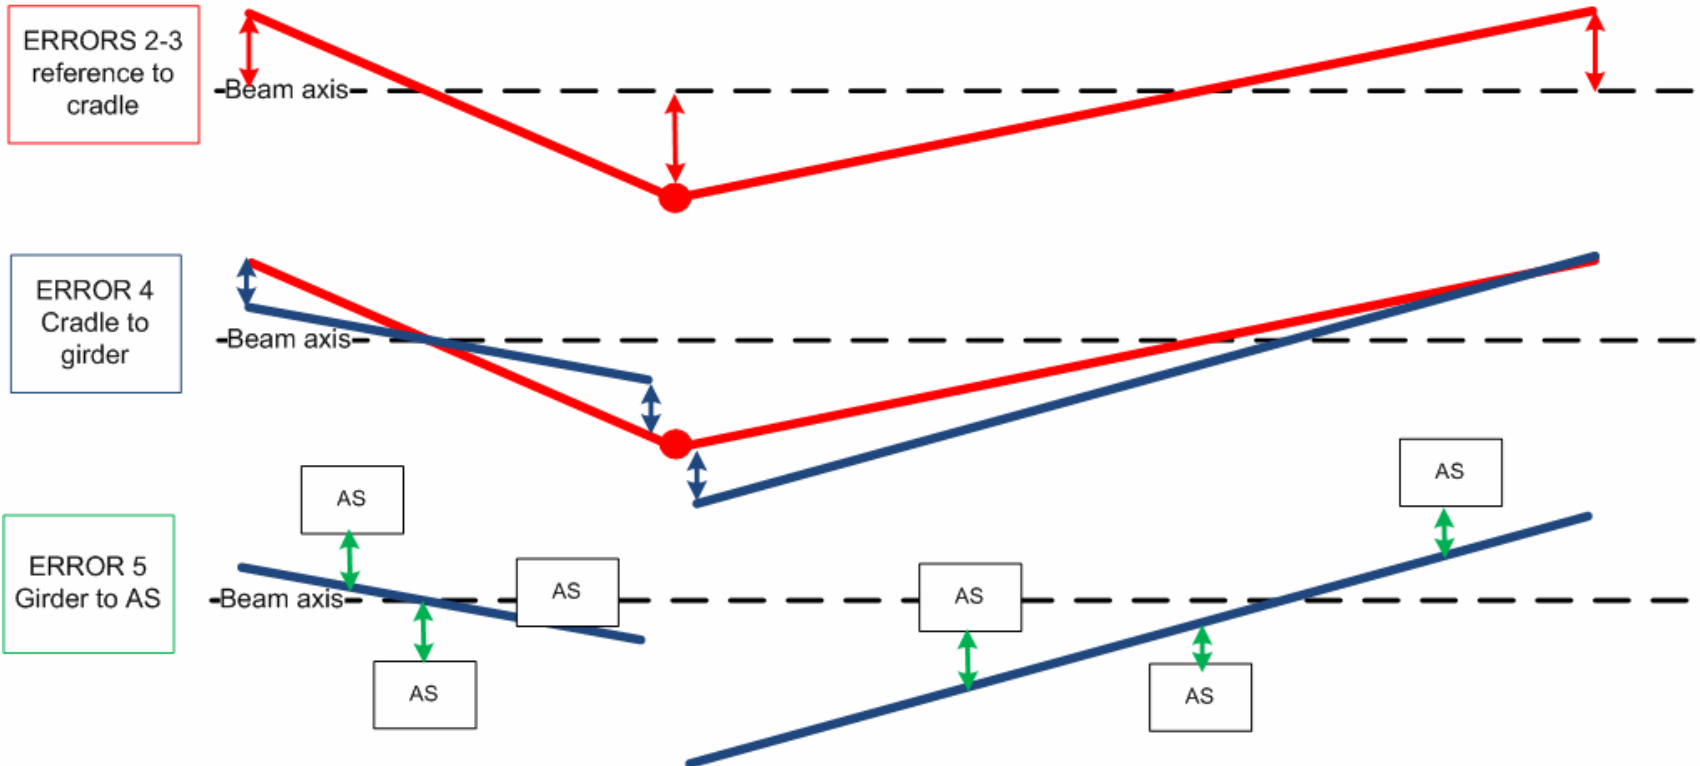 ERRORS 2-3
reference to
cradle
Beam axis
ERROR 4
Cradle to
girder
Beam axis
AS
AS
ERROR 5
Girder to AS
Beam axis
AS
AS
AS
AS